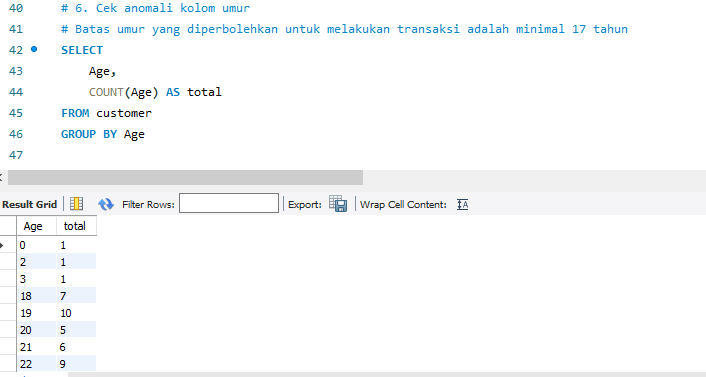 40 # 6. Cek anomali kolom umur
41 # Batas umur yang diperbolehkan untuk melakukan transaksi adalah minimal 17 tahun
42 SELECT
43 Age,
44 COUNT(Age) AS total
45 FROM customer
46 GROUP BY Age
47
Result Grid Filter Rows: Export: Wrap Cell Content: IA
Age total
0 1
2 1
3 1
18 7
19 10
20 5
21 6
22 9